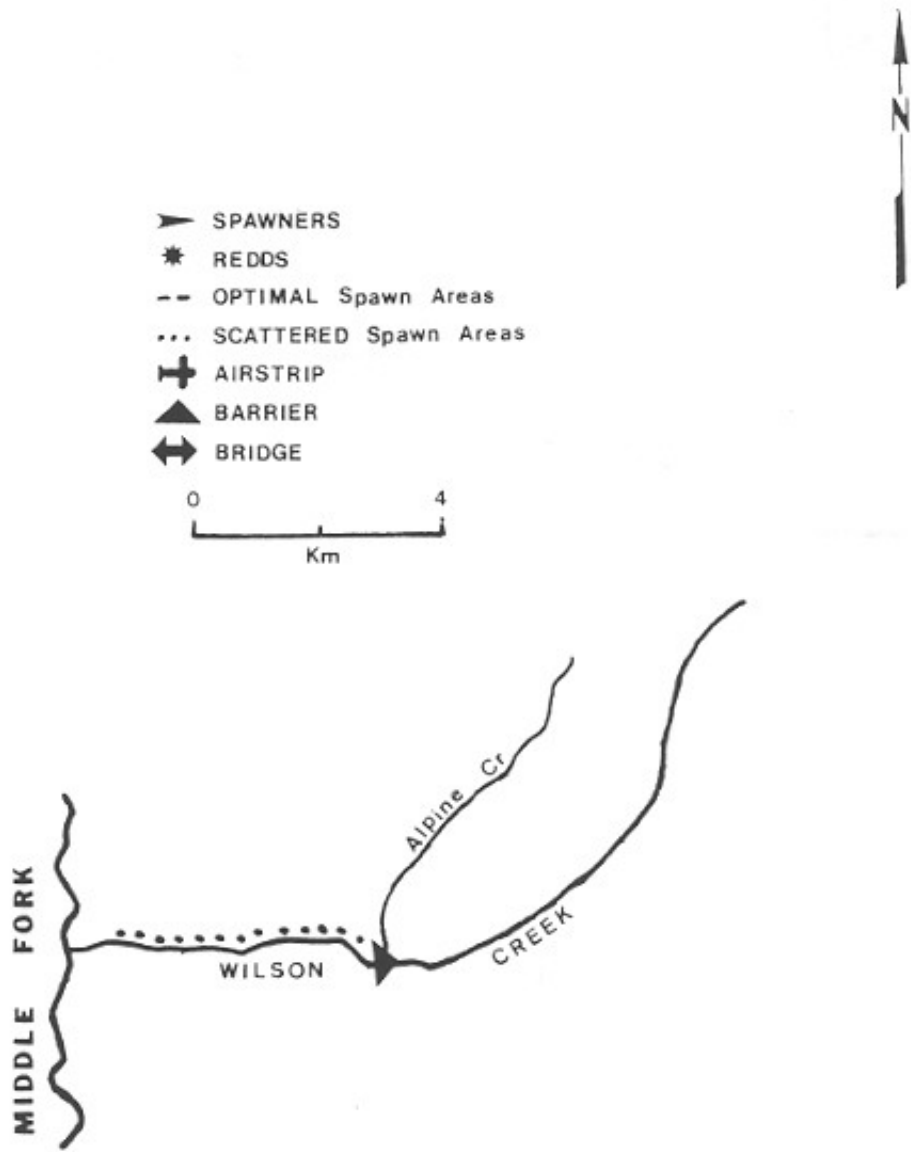 N
SPAWNERS
REDDS
OPTIMAL Spawn Areas
SCATTERED Spawn Areas
AIRSTRIP
BARRIER
BRIDGE
0 4
Km
Alpine Cr
WILSON CREEK
MIDDLE FORK